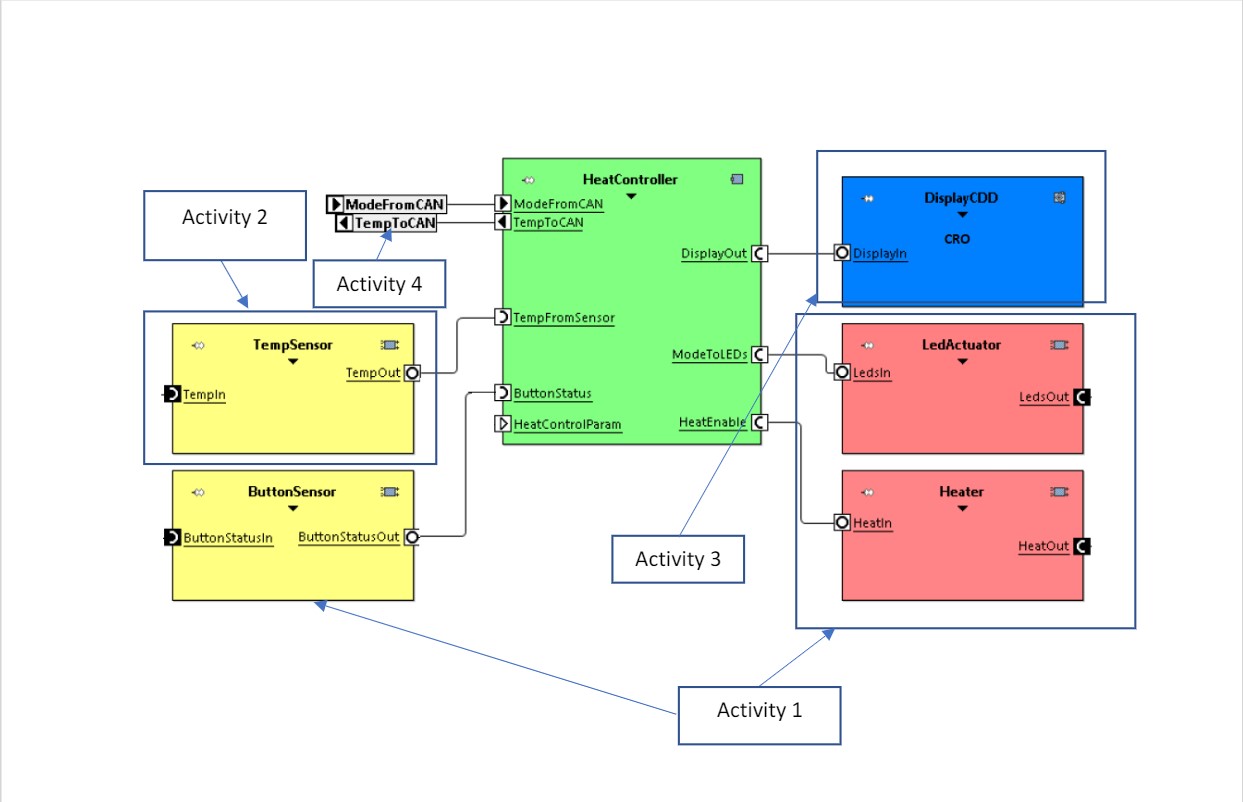 HeatController
ModeFromCAN
ModeFromCAN
TempToCAN
TempToCAN
DisplayOut
TempFromSensor
ModeToLEDs
ButtonStatus
HeatControlParam
HeatEnable
DisplayCDD
CRO
DisplayIn
Activity 2
Activity 4
TempSensor
TempOut
TempIn
ButtonSensor
ButtonStatusIn
ButtonStatusOut
LedActuator
LedsIn
LedsOut
Heater
HeatIn
HeatOut
Activity 3
Activity 1